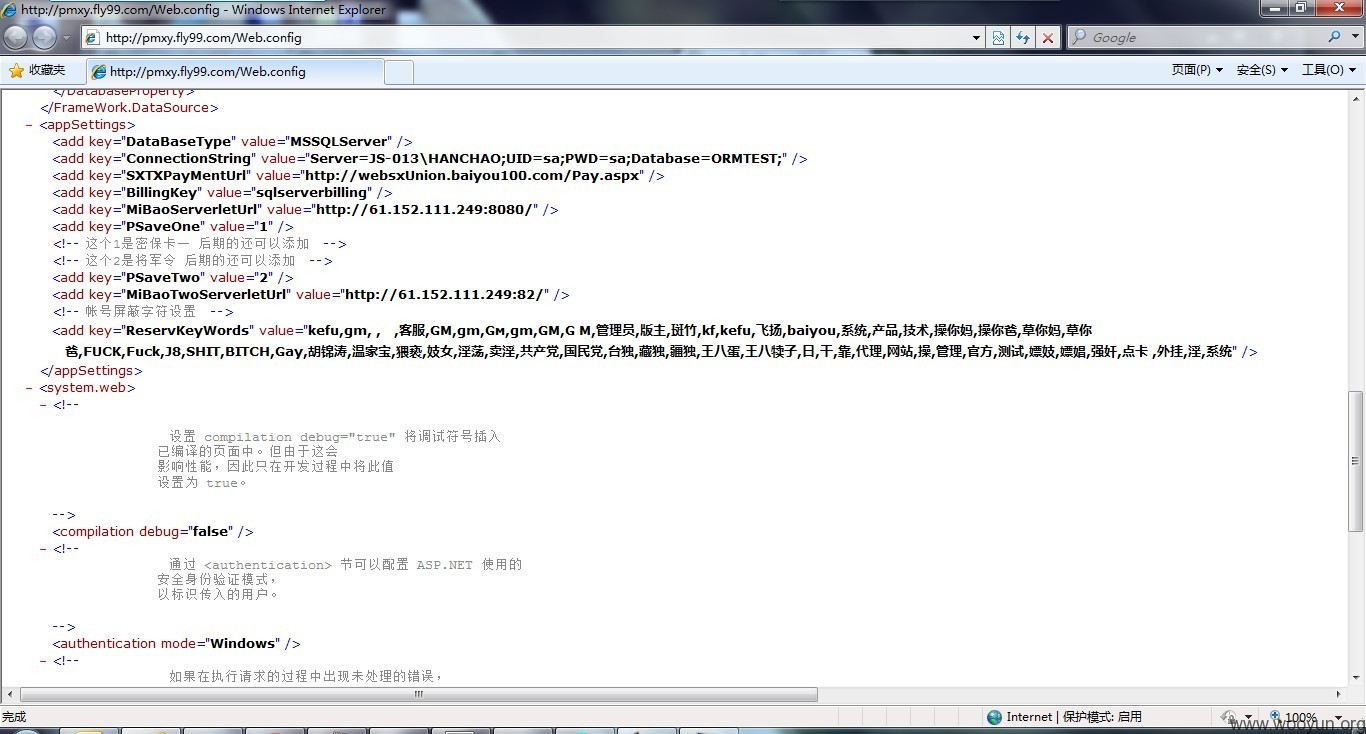 http://pmxy.fly99.com/Web.config - Windows Internet Explorer
http://pmxy.fly99.com/Web.config
Google
收藏夹
http://pmxy.fly99.com/Web.config
页面(P) 安全(S) 工具(O)
</DataBaseProperty>
</FrameWork.DataSource>
- <appSettings>
<add key="DataBaseType" value="MSSQLServer" />
<add key="ConnectionString" value="Server=JS-013\HANCHAO;UID=sa;PWD=sa;Database=ORMTEST;" />
<add key="SXTXPayMentUrl" value="http://websxUnion.baiyou100.com/Pay.aspx" />
<add key="BillingKey" value="sqlserverbilling" />
<add key="MiBaoServerletUrl" value="http://61.152.111.249:8080/" />
<add key="PSaveOne" value="1" />
<!-- 这个1是密保卡一 后期的还可以添加 -->
<!-- 这个2是将军令 后期的还可以添加 -->
<add key="PSaveTwo" value="2" />
<add key="MiBaoTwoServerletUrl" value="http://61.152.111.249:82/" />
<!-- 帐号屏蔽字符设置 -->
<add key="ReservKeyWords" value="kefu,gm, , ,客服,GM,gm,Gм,gm,GM,G M,管理员,版主,斑竹,kf,kefu,飞扬,baiyou,系统,产品,技术,操你妈,操你爸,草你妈,草你
爸,FUCK,Fuck,J8,SHIT,BITCH,Gay,胡锦涛,温家宝,猥亵,妓女,淫荡,卖淫,共产党,国民党,台独,藏独,疆独,王八蛋,王八犊子,日,干,靠,代理,网站,操,管理,官方,测试,嫖妓,嫖娼,强奸,点卡 ,外挂,淫,系统" />
</appSettings>
- <system.web>
- <!--
设置 compilation debug="true" 将调试符号插入
已编译的页面中。但由于这会
影响性能，因此只在开发过程中将此值
设置为 true。
-->
<compilation debug="false" />
- <!--
通过 <authentication> 节可以配置 ASP.NET 使用的
安全身份验证模式，
以标识传入的用户。
-->
<authentication mode="Windows" />
- <!--
如果在执行请求的过程中出现未处理的错误，
完成
Internet | 保护模式: 启用
100%
www.wooyun.org